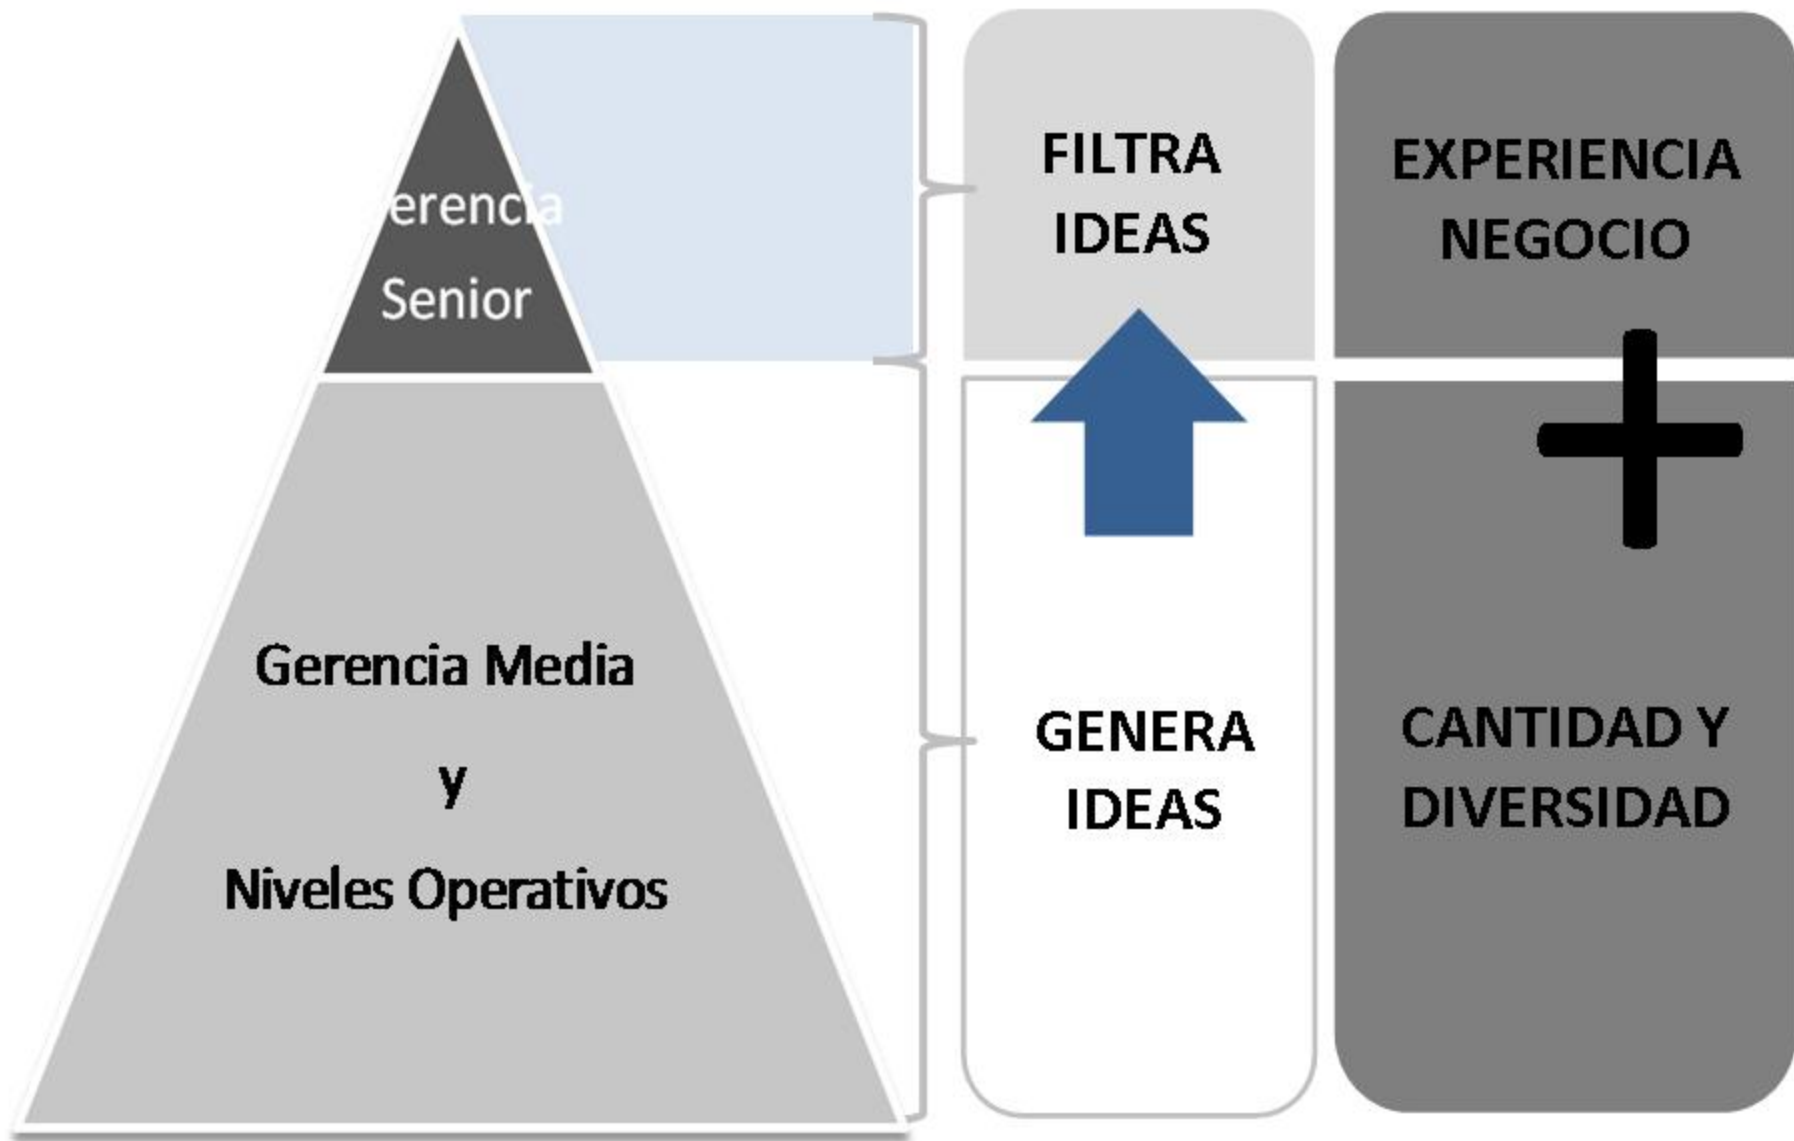 erencia
Senior
Gerencia Media
y
Niveles Operativos
FILTRA
IDEAS
EXPERIENCIA
NEGOCIO
GENERA
IDEAS
CANTIDAD Y
DIVERSIDAD